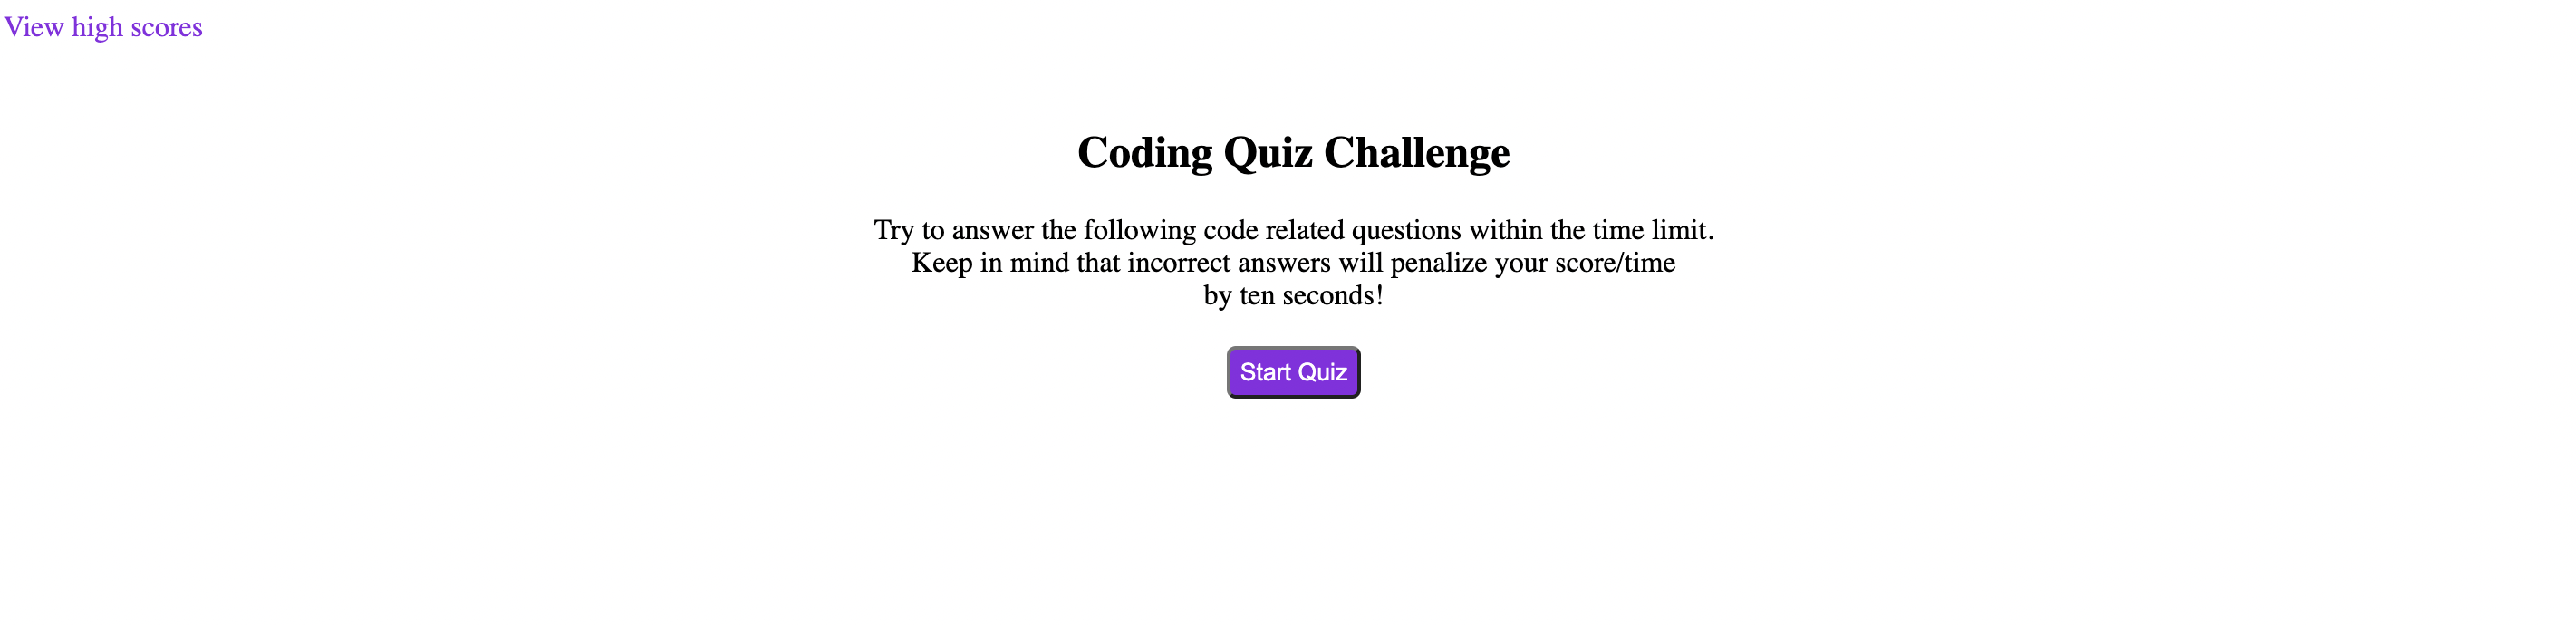 View high scores
Coding Quiz Challenge
Try to answer the following code related questions within the time limit.
Keep in mind that incorrect answers will penalize your score/time
by ten seconds!
Start Quiz